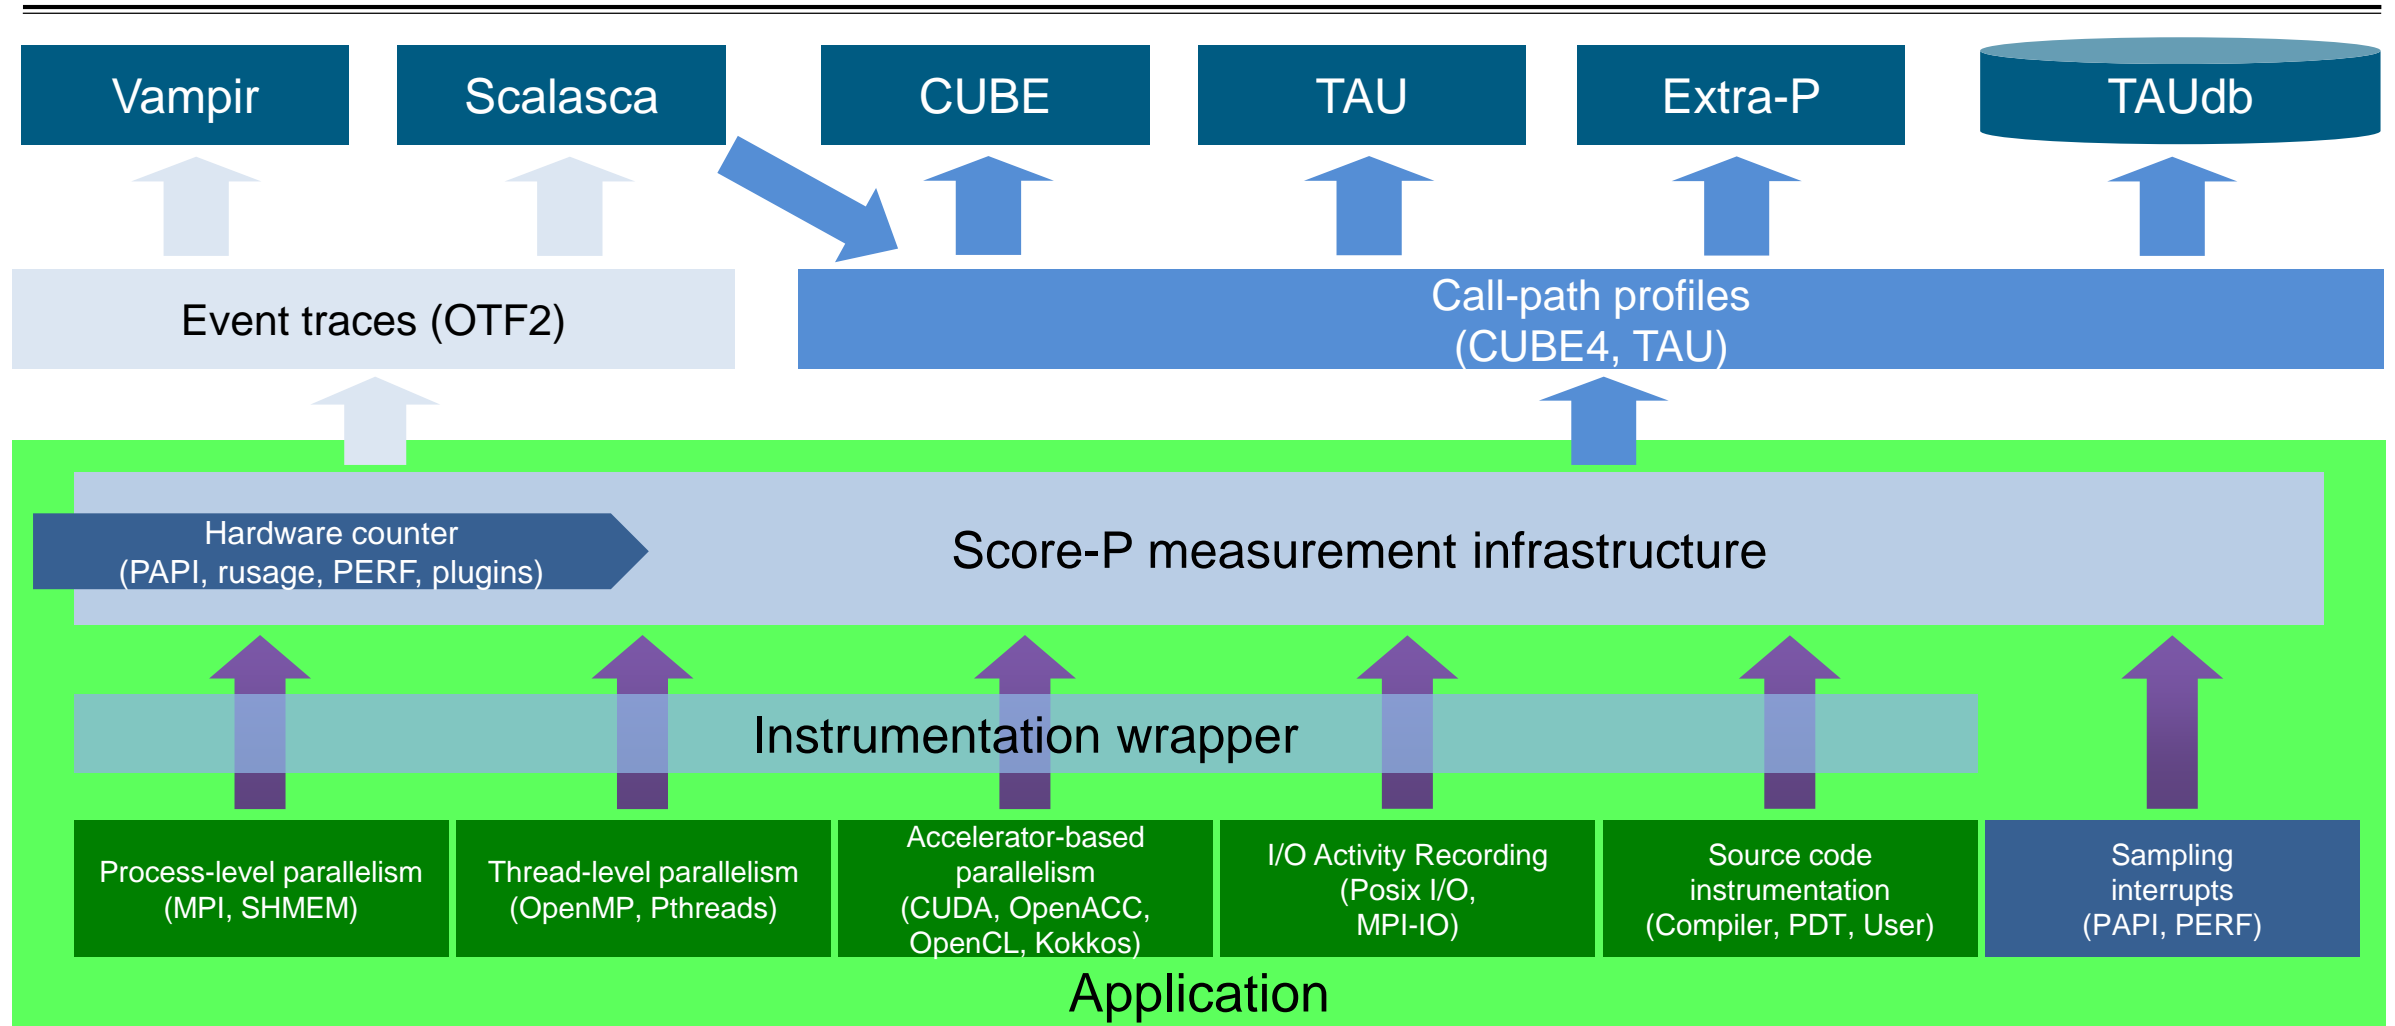 Vampir
Scalasca
CUBE
TAU
Extra-P
TAUdb
Event traces (OTF2)
Call-path profiles
(CUBE4, TAU)
Hardware counter
(PAPI, rusage, PERF, plugins)
Score-P measurement infrastructure
Instrumentation wrapper
Process-level parallelism
(MPI, SHMEM)
Thread-level parallelism
(OpenMP, Pthreads)
Accelerator-based
parallelism
(CUDA, OpenACC,
OpenCL, Kokkos)
I/O Activity Recording
(Posix I/O,
MPI-IO)
Source code
instrumentation
(Compiler, PDT, User)
Sampling
interrupts
(PAPI, PERF)
Application